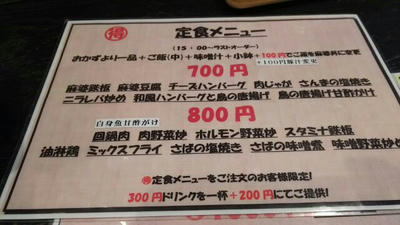 得 定食メニュー
(15:00〜ラストオーダー)
おかずより一品+ご飯(中)+味噌汁+小鉢+100円でご飯を麻婆丼に変更
+100円豚汁変更
700円
麻婆鉄板 麻婆豆腐 チーズハンバーグ 肉じゃが さんまの塩焼き
ニラレバ炒め 和風ハンバーグと鳥の唐揚げ 鳥の唐揚げ甘酢がけ
800円
白身魚甘酢がけ
回鍋肉 肉野菜炒め ホルモン野菜炒 スタミナ鉄板
油淋鶏 ミックスフライ さばの塩焼き さばの味噌煮 味噌野菜炒め
得定食メニューをご注文のお客様限定!
300円ドリンクを一杯+200円にてご提供!